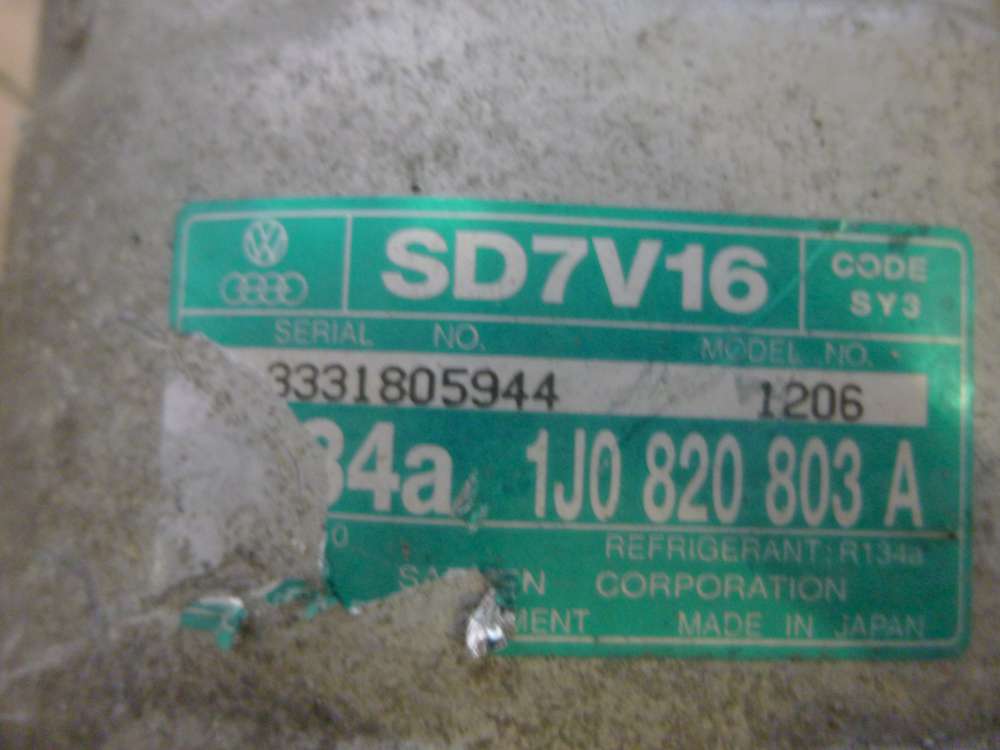 SD7V16
CODE
SY3
SERIAL NO.
MODEL NO.
3331805944
1206
34a
1J0 820 803 A
REFRIGERANT: R134a
CORPORATION
MADE IN JAPAN